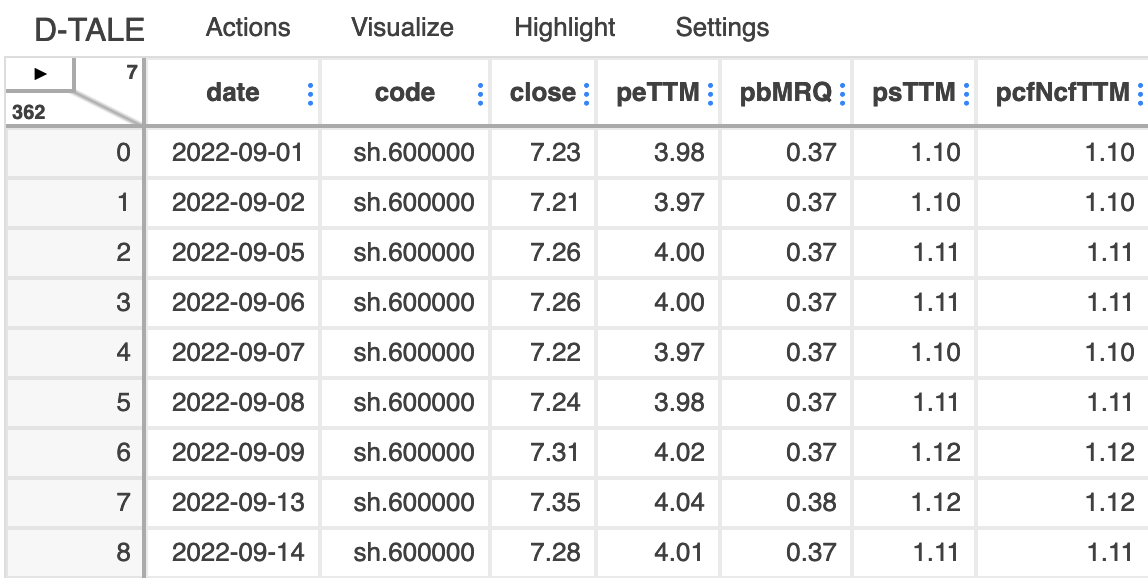 D-TALE Actions Visualize Highlight Settings
► 7
362
date code close peTTM pbMRQ psTTM pcfNcfTTM
0 2022-09-01 sh.600000 7.23 3.98 0.37 1.10 1.10
1 2022-09-02 sh.600000 7.21 3.97 0.37 1.10 1.10
2 2022-09-05 sh.600000 7.26 4.00 0.37 1.11 1.11
3 2022-09-06 sh.600000 7.26 4.00 0.37 1.11 1.11
4 2022-09-07 sh.600000 7.22 3.97 0.37 1.10 1.10
5 2022-09-08 sh.600000 7.24 3.98 0.37 1.11 1.11
6 2022-09-09 sh.600000 7.31 4.02 0.37 1.12 1.12
7 2022-09-13 sh.600000 7.35 4.04 0.38 1.12 1.12
8 2022-09-14 sh.600000 7.28 4.01 0.37 1.11 1.11